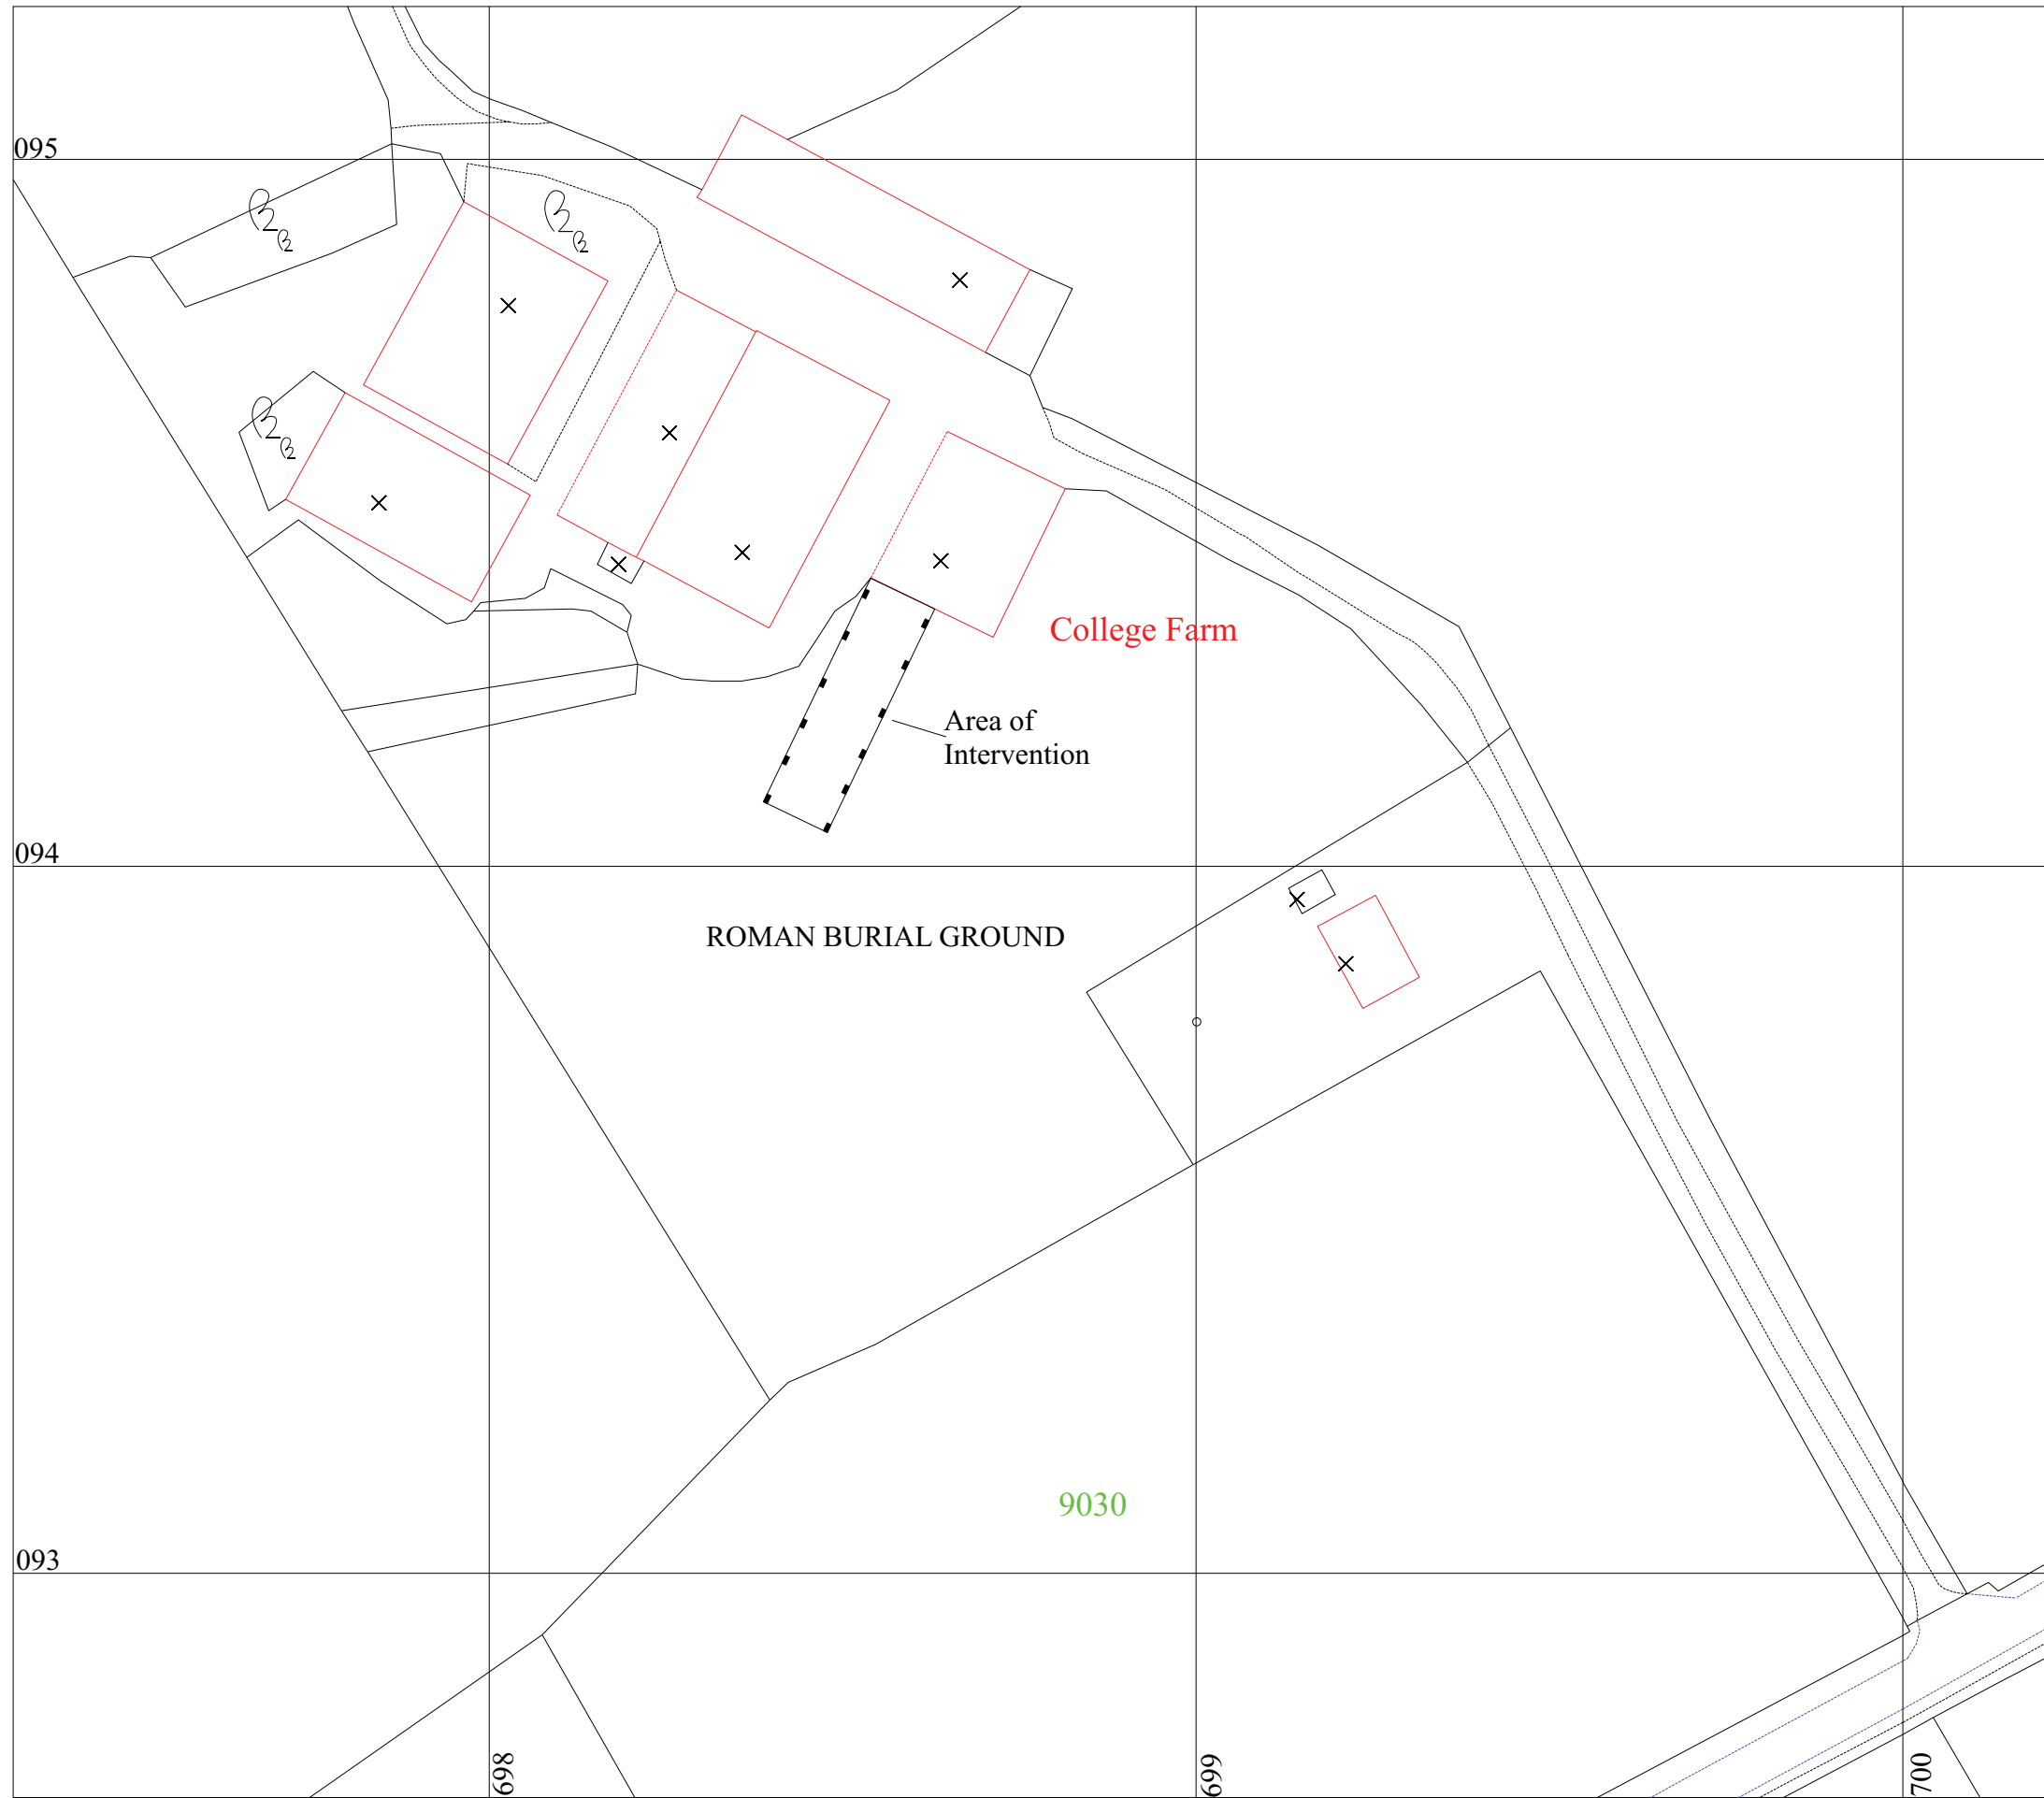 095
College Farm
Area of
Intervention
094
ROMAN BURIAL GROUND
9030
093
698
699
700